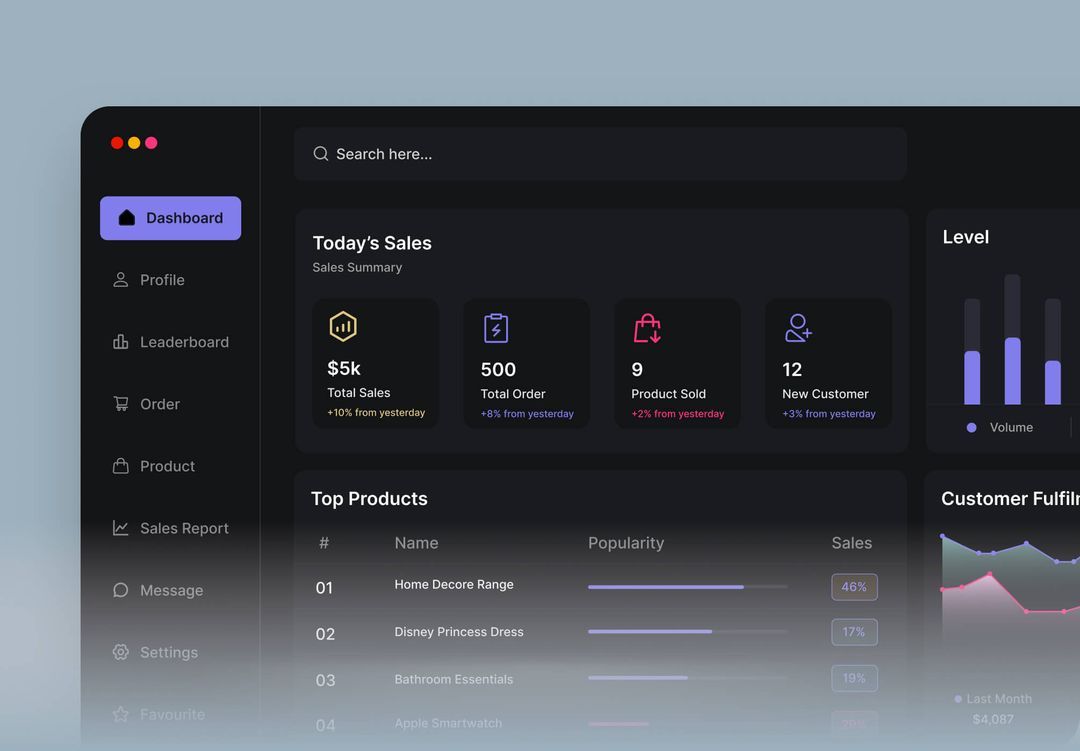 Search here...
Dashboard
Profile
Leaderboard
Order
Product
Sales Report
Message
Settings
Favourite
Today’s Sales
Sales Summary
$5k
Total Sales
+10% from yesterday
500
Total Order
+8% from yesterday
9
Product Sold
+2% from yesterday
12
New Customer
+3% from yesterday
Level
Volume
Top Products
# Name Popularity Sales
01 Home Decore Range 46%
02 Disney Princess Dress 17%
03 Bathroom Essentials 19%
04 Apple Smartwatch 29%
Customer Fulfil
Last Month
$4,087